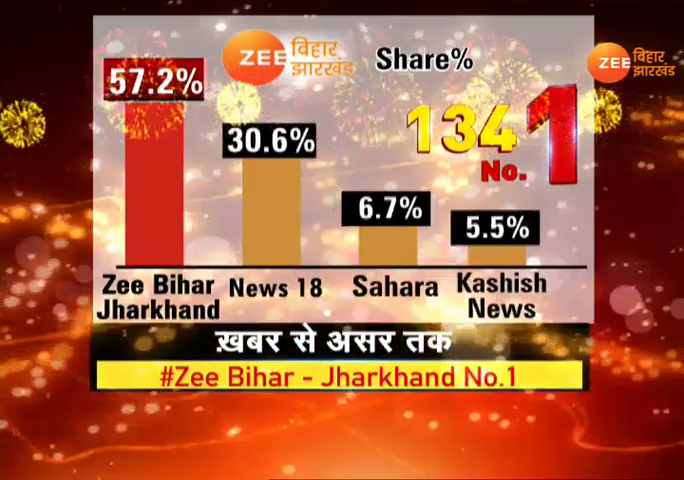 ZEE बिहार झारखंड
Share%
ZEE बिहार झारखंड
57.2%
30.6%
134
No. 1
6.7%
5.5%
Zee Bihar Jharkhand
News 18
Sahara
Kashish News
ख़बर से असर तक
#Zee Bihar - Jharkhand No.1